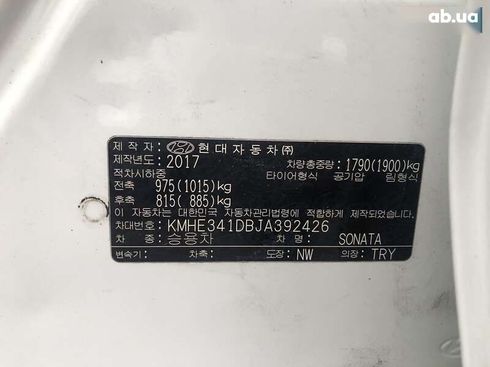 ab.ua
제 작 자: 현대자동차㈜
제작년도: 2017 차량총중량: 1790(1900)kg
적차시하중 타이어형식 공기압 림형식
전축 975(1015)kg
후축 815( 885)kg
이 자동차는 대한민국 자동차관리법령에 적합하게 제작되었습니다.
차대번호: KMHE341DBJA392426
차 종: 승용차 SONATA
변속기: 차축: 도장: NW 의장: TRY